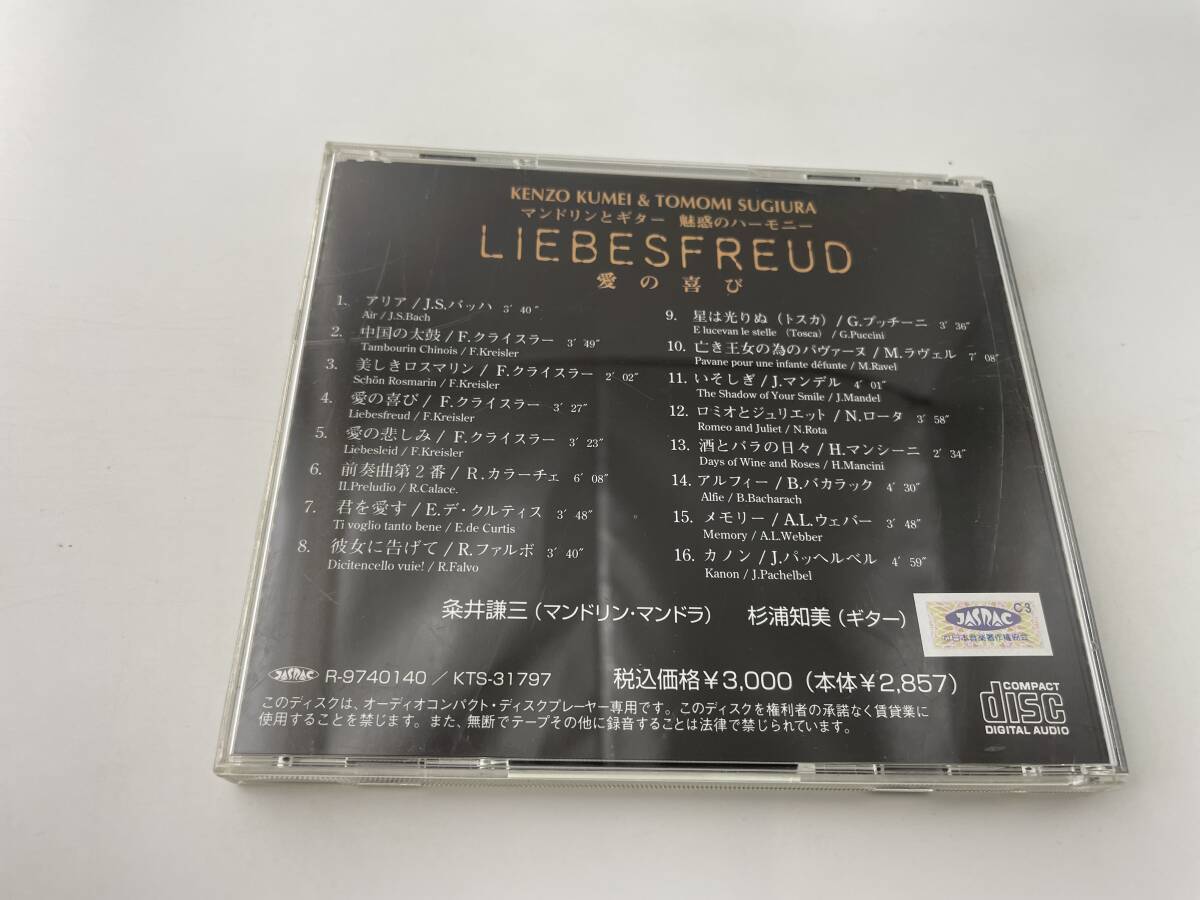 KENZO KUMEI & TOMOMI SUGIURA
マンドリンとギター 魅惑のハーモニー
LIEBESFREUD
愛の喜び
1. アリア / J.S.バッハ 3′40″
Air / J.S.Bach
2. 中国の太鼓 / F.クライスラー 3′49″
Tambourin Chinois / F.Kreisler
3. 美しきロスマリン / F.クライスラー 2′02″
Schön Rosmarin / F.Kreisler
4. 愛の喜び / F.クライスラー 3′27″
Liebesfreud / F.Kreisler
5. 愛の悲しみ / F.クライスラー 3′23″
Liebesleid / F.Kreisler
6. 前奏曲第2番 / R.カラーチェ 6′08″
II.Preludio / R.Calace.
7. 君を愛す / E.デ・クルティス 3′48″
Ti voglio tanto bene / E.de Curtis
8. 彼女に告げて / R.ファルボ 3′40″
Dicitencello vuie! / R.Falvo
9. 星は光りぬ（トスカ）/ G.プッチーニ 3′36″
E lucevan le stelle （Tosca）/ G.Puccini
10. 亡き王女の為のパヴァーヌ / M.ラヴェル 7′08″
Pavane pour une infante défunte / M.Ravel
11. いそしぎ / J.マンデル 4′01″
The Shadow of Your Smile / J.Mandel
12. ロミオとジュリエット / N.ロータ 3′58″
Romeo and Juliet / N.Rota
13. 酒とバラの日々 / H.マンシーニ 2′34″
Days of Wine and Roses / H.Mancini
14. アルフィー / B.バカラック 4′30″
Alfie / B.Bacharach
15. メモリー / A.L.ウェバー 3′48″
Memory / A.L.Webber
16. カノン / J.パッヘルベル 4′59″
Kanon / J.Pachelbel
粂井謙三（マンドリン・マンドラ） 杉浦知美（ギター）
C3
JASRAC
(社)日本音楽著作権協会
JASRAC R-9740140 ／ KTS-31797 税込価格￥3,000（本体￥2,857）
このディスクは、オーディオコンパクト・ディスクプレーヤー専用です。このディスクを権利者の承諾なく賃貸業に
使用することを禁じます。また、無断でテープその他に録音することは法律で禁じられています。
COMPACT
disc
DIGITAL AUDIO